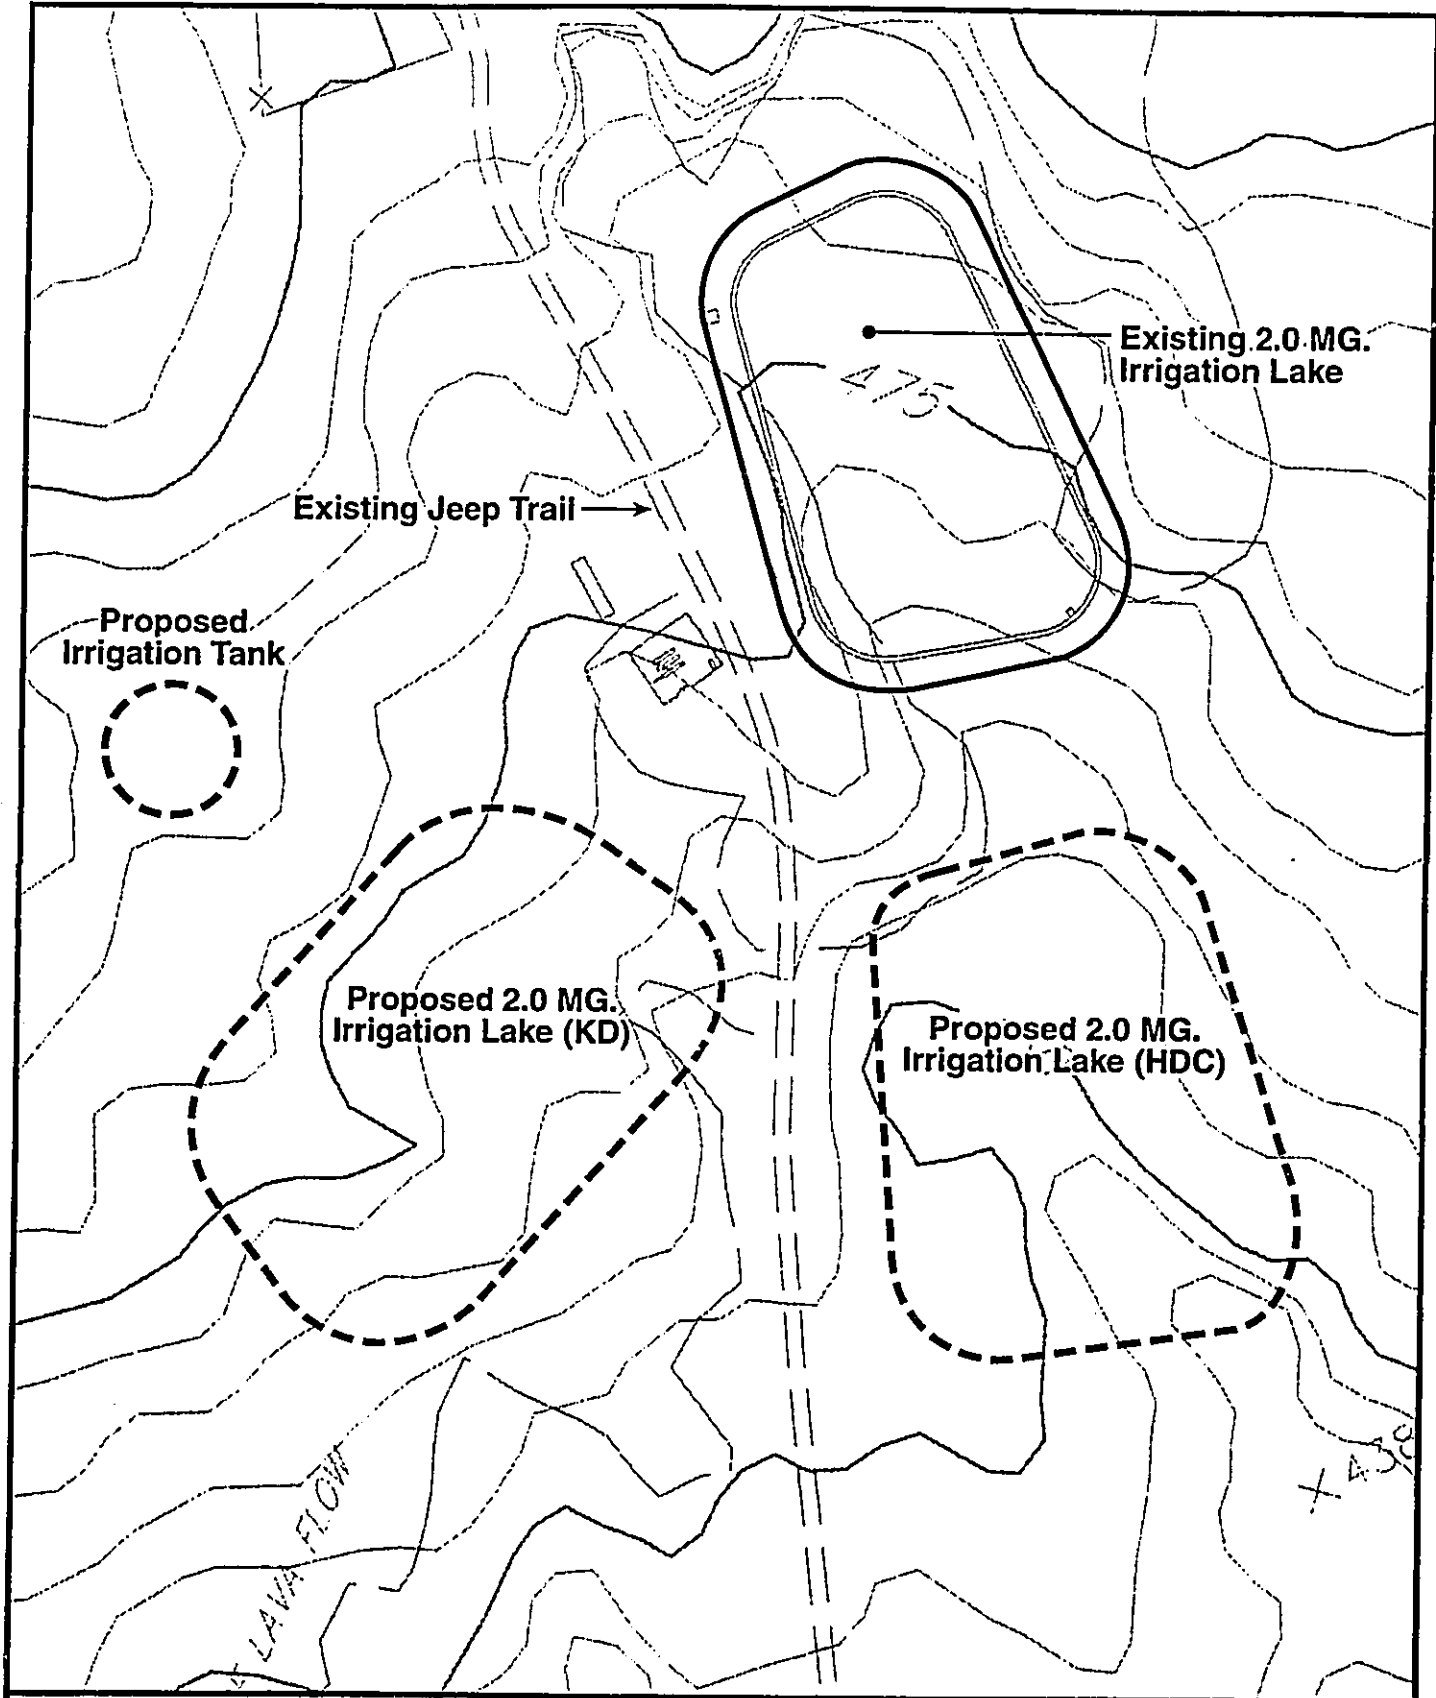 Existing 2.0 MG.
Irrigation Lake
475
Existing Jeep Trail
Proposed
Irrigation Tank
Proposed 2.0 MG.
Irrigation Lake (KD)
Proposed 2.0 MG.
Irrigation Lake (HDC)
LAVA FLOW